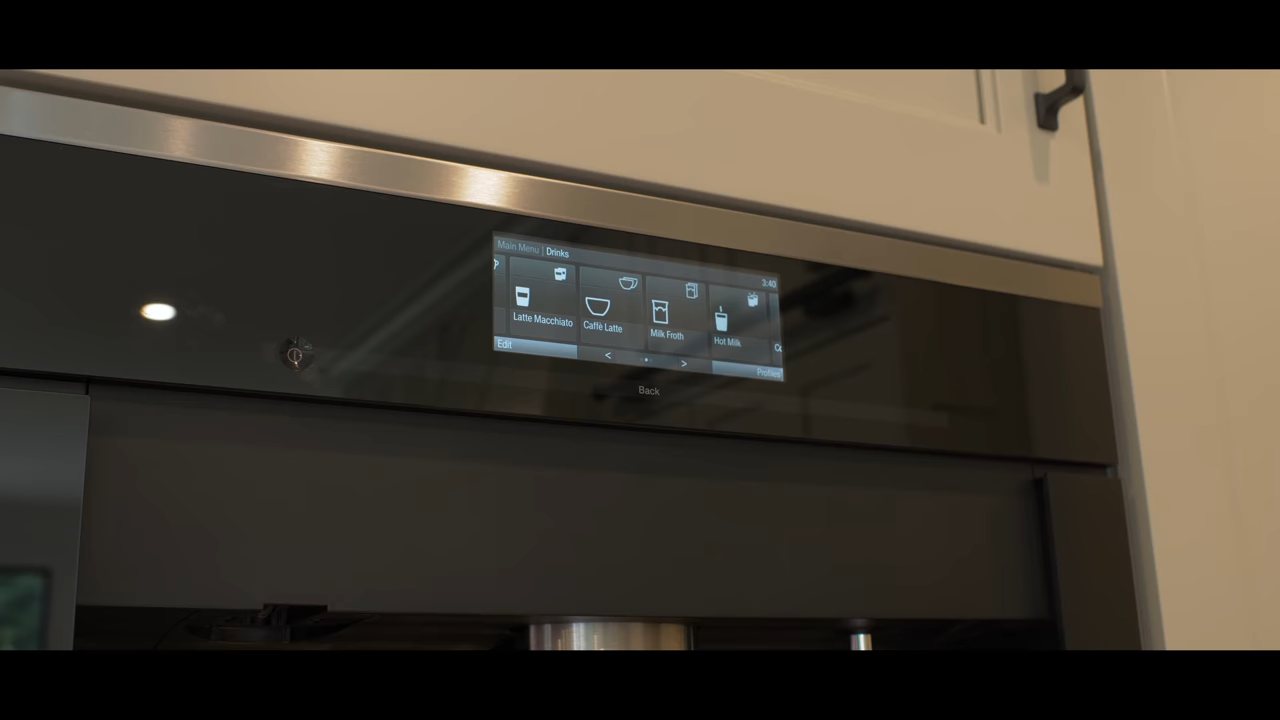 Main Menu | Drinks
3:40
Latte Macchiato
Caffè Latte
Milk Froth
Hot Milk
Edit
<
>
Profiles
Back